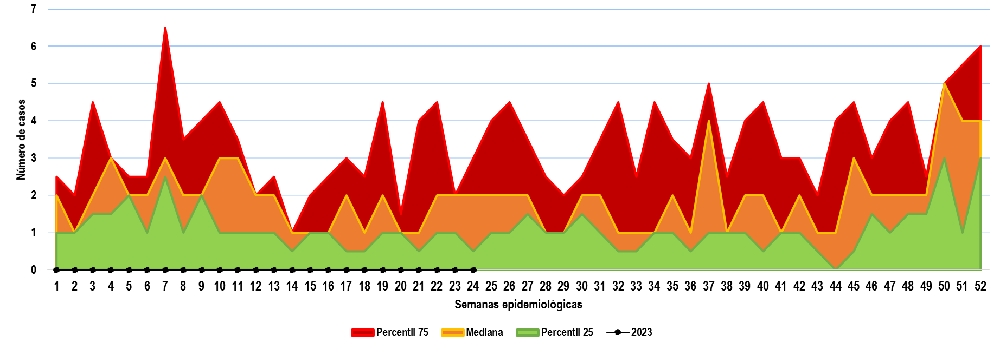 7
6
5
4
3
2
1
0
Número de casos
1 2 3 4 5 6 7 8 9 10 11 12 13 14 15 16 17 18 19 20 21 22 23 24 25 26 27 28 29 30 31 32 33 34 35 36 37 38 39 40 41 42 43 44 45 46 47 48 49 50 51 52
Semanas epidemiológicas
Percentil 75 Mediana Percentil 25 2023